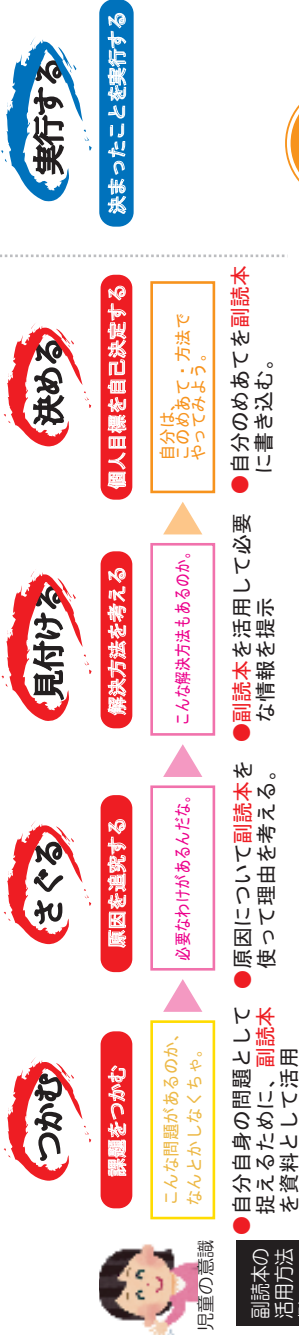 つかむ
さぐる
見付ける
決める
実行する
課題をつかむ
原因を追究する
解決方法を考える
個人目標を自己決定する
決まったことを実行する
児童の意識
こんな問題があるのか、
なんとかしなくちゃ。
必要なわけがあるんだな。
こんな解決方法もあるのか。
自分は、
このめあて・方法で
やってみよう。
副読本の
活用方法
●自分自身の問題として
捉えるために、副読本
を資料として活用
●原因について副読本を
使って理由を考える。
●副読本を活用して必要
な情報を提示
●自分のめあてを副読本
に書き込む。